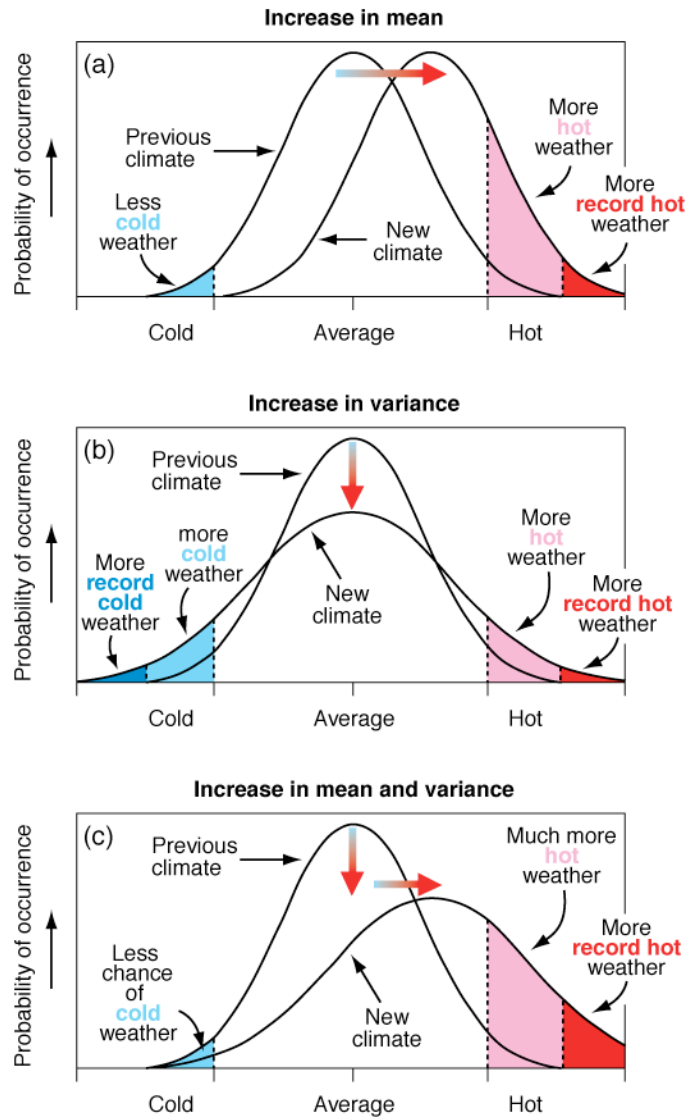 Increase in mean
(a)
Probability of occurrence
Previous
climate
Less
cold
weather
New
climate
More
hot
weather
More
record hot
weather
Cold
Average
Hot
Increase in variance
(b)
Probability of occurrence
Previous
climate
more
cold
weather
More
record
cold
weather
New
climate
More
hot
weather
More
record hot
weather
Cold
Average
Hot
Increase in mean and variance
(c)
Probability of occurrence
Previous
climate
Less
chance
of
cold
weather
New
climate
Much more
hot
weather
More
record hot
weather
Cold
Average
Hot